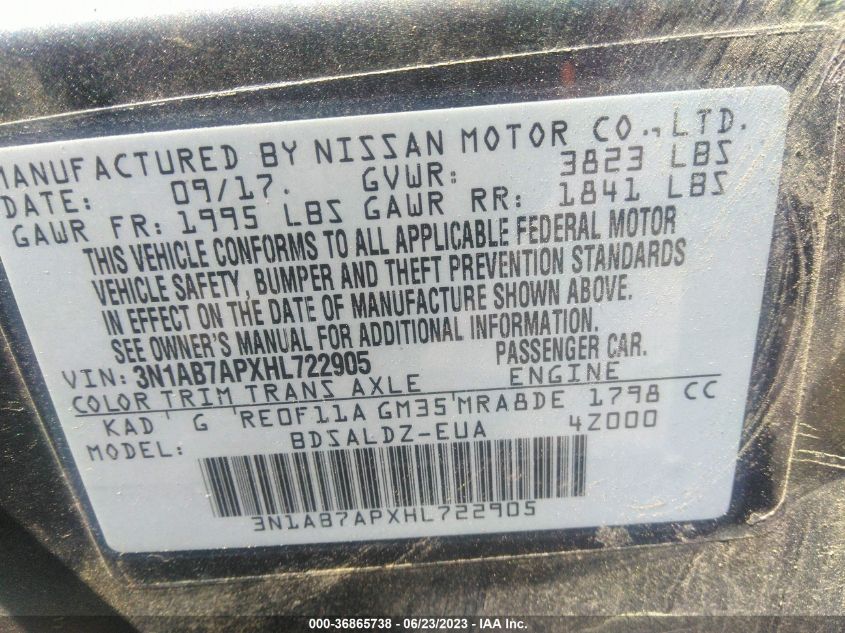 MANUFACTURED BY NISSAN MOTOR CO., LTD.
DATE: 09/17. GVWR: 3823 LBS
GAWR FR: 1995 LBS GAWR RR: 1841 LBS
THIS VEHICLE CONFORMS TO ALL APPLICABLE FEDERAL MOTOR
VEHICLE SAFETY, BUMPER AND THEFT PREVENTION STANDARDS
IN EFFECT ON THE DATE OF MANUFACTURE SHOWN ABOVE.
SEE OWNER'S MANUAL FOR ADDITIONAL INFORMATION.
VIN: 3N1AB7APXHL722905 PASSENGER CAR.
COLOR TRIM TRANS AXLE ENGINE
KAD G RE0F11A GM35 MRA8DE 1798 CC
MODEL: BDSALDZ-EUA 4Z000
3N1AB7APXHL722905
000-36865738 - 06/23/2023 - IAA Inc.